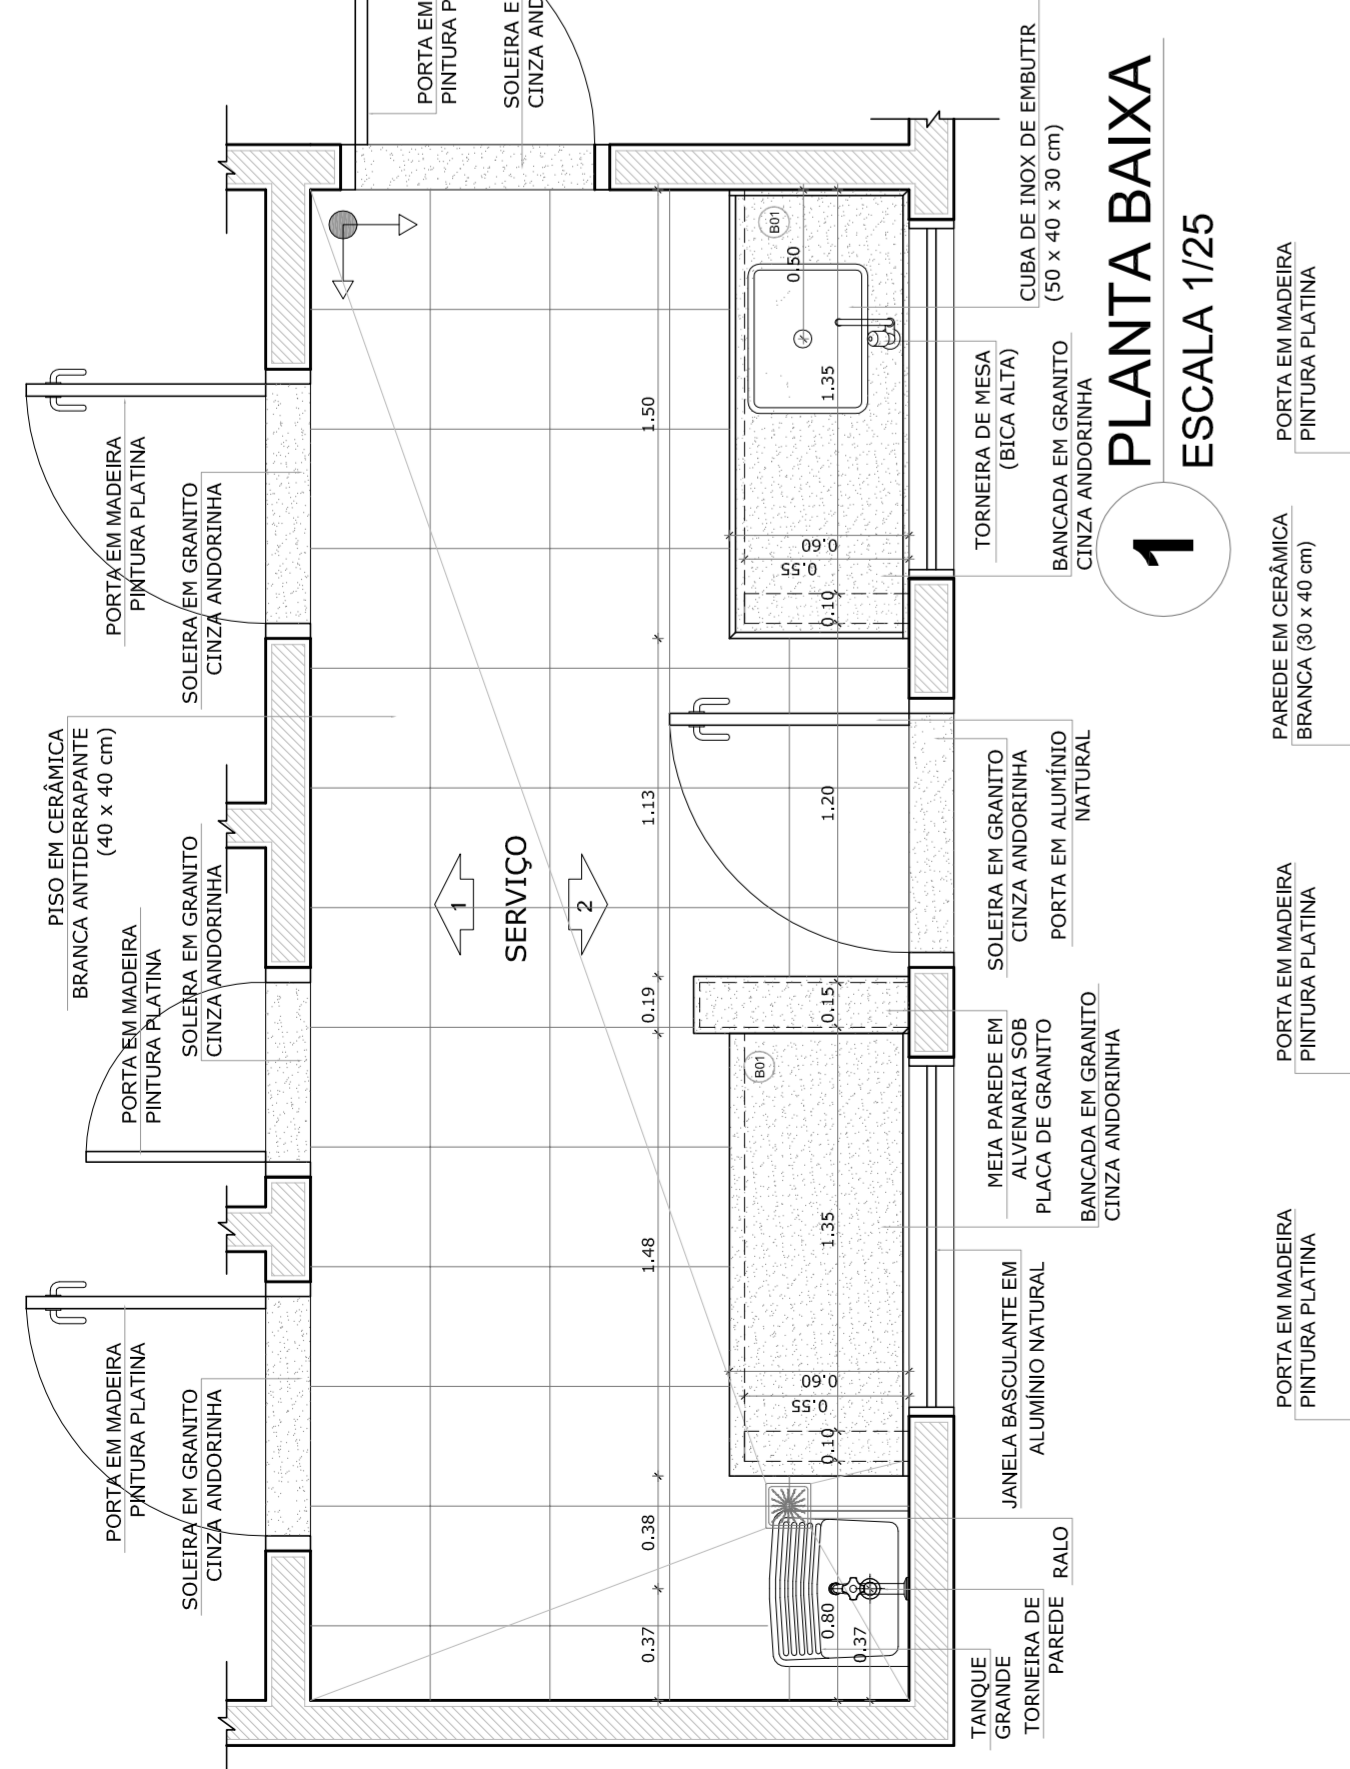 PORTA EM
PINTURA P
SOLEIRA E
CINZA AND
PORTA EM MADEIRA
PINTURA PLATINA
SOLEIRA EM GRANITO
CINZA ANDORINHA
PISO EM CERÂMICA
BRANCA ANTIDERRAPANTE
(40 x 40 cm)
PORTA EM MADEIRA
PINTURA PLATINA
SOLEIRA EM GRANITO
CINZA ANDORINHA
PORTA EM MADEIRA
PINTURA PLATINA
SOLEIRA EM GRANITO
CINZA ANDORINHA
SERVIÇO
1
2
1.50
1.13
0.19
1.48
0.38
0.37
B01
0.50
1.35
0.60
0.55
0.10
1.20
0.15
B01
1.35
0.60
0.55
0.10
0.80
0.37
CUBA DE INOX DE EMBUTIR
(50 x 40 x 30 cm)
TORNEIRA DE MESA
(BICA ALTA)
BANCADA EM GRANITO
CINZA ANDORINHA
SOLEIRA EM GRANITO
CINZA ANDORINHA
PORTA EM ALUMÍNIO
NATURAL
MEIA PAREDE EM
ALVENARIA SOB
PLACA DE GRANITO
BANCADA EM GRANITO
CINZA ANDORINHA
JANELA BASCULANTE EM
ALUMÍNIO NATURAL
RALO
TORNEIRA DE
PAREDE
TANQUE
GRANDE
1
PLANTA BAIXA
ESCALA 1/25
PORTA EM MADEIRA
PINTURA PLATINA
PAREDE EM CERÂMICA
BRANCA (30 x 40 cm)
PORTA EM MADEIRA
PINTURA PLATINA
PORTA EM MADEIRA
PINTURA PLATINA